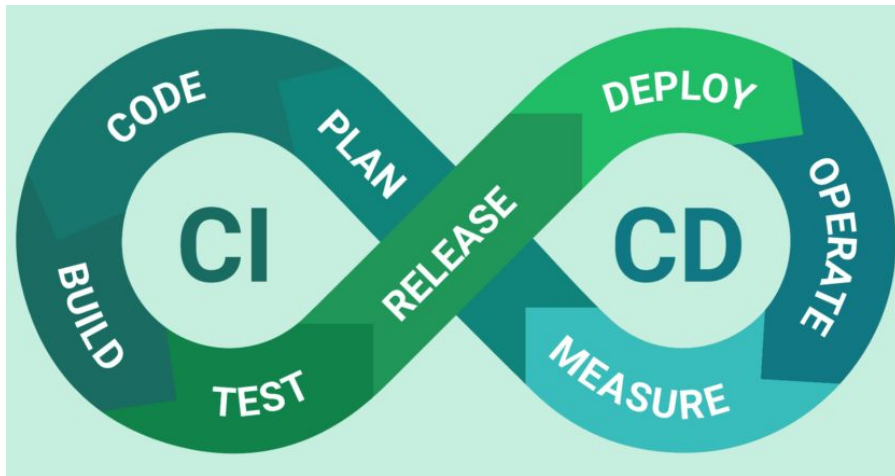 PLAN
CODE
BUILD
TEST
RELEASE
DEPLOY
OPERATE
MEASURE
CI
CD